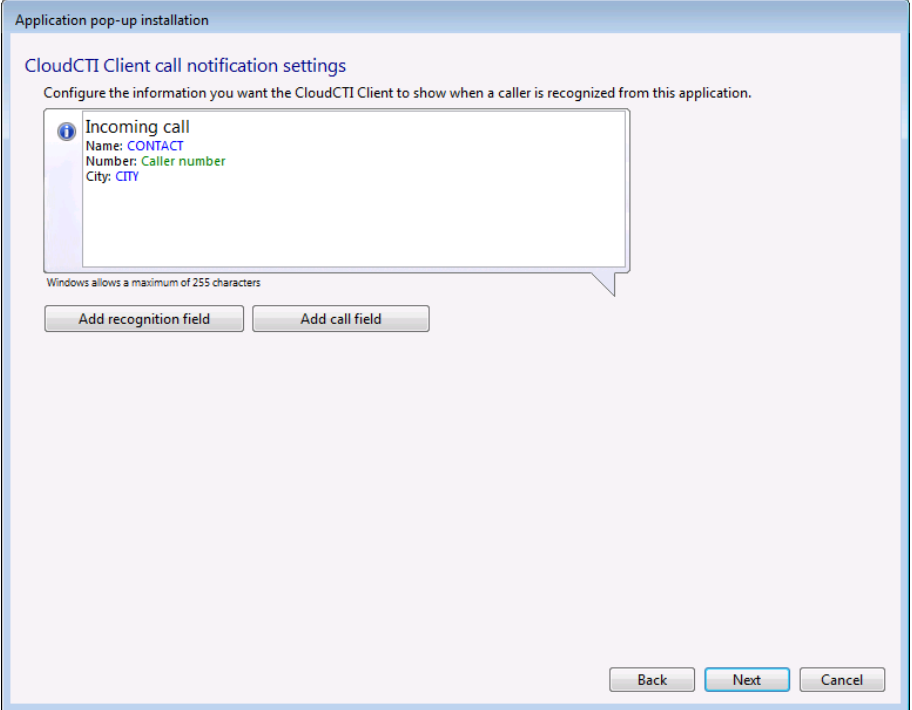 Application pop-up installation
CloudCTI Client call notification settings
Configure the information you want the CloudCTI Client to show when a caller is recognized from this application.
Incoming call
Name: CONTACT
Number: Caller number
City: CITY
Windows allows a maximum of 255 characters
Add recognition field Add call field
Back Next Cancel